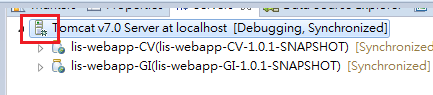 Tomcat v7.0 Server at localhost [Debugging, Synchronized]
lis-webapp-CV(lis-webapp-CV-1.0.1-SNAPSHOT) [Synchronized]
lis-webapp-GI(lis-webapp-GI-1.0.1-SNAPSHOT) [Synchronized]